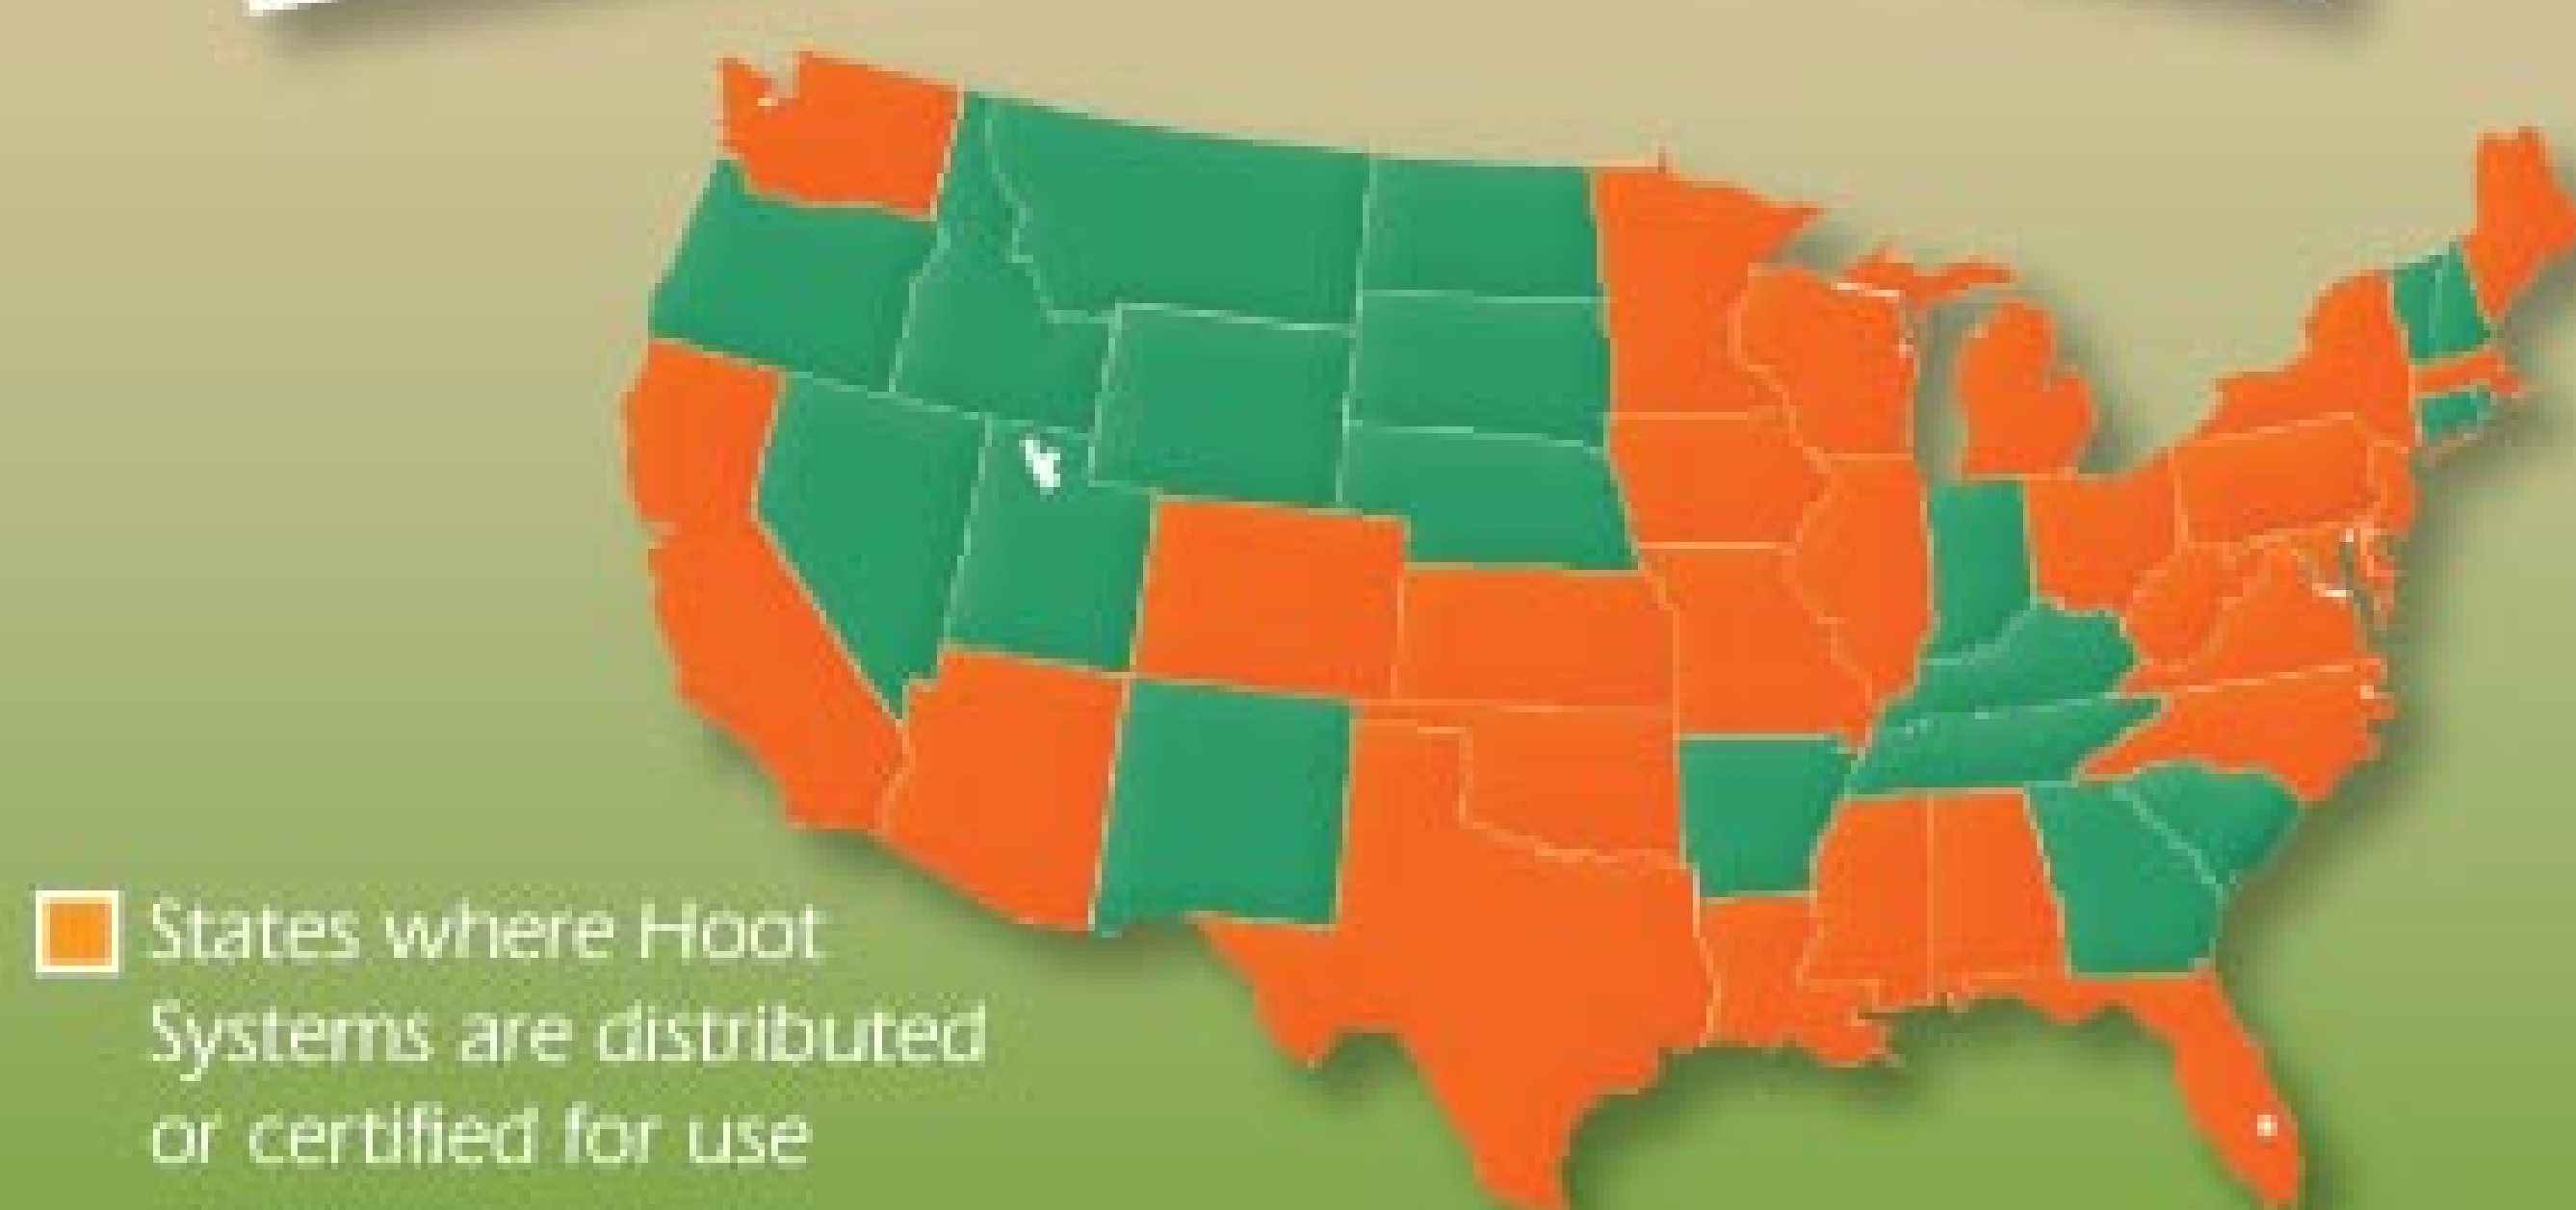 States where Hoot
Systems are distributed
or certified for use